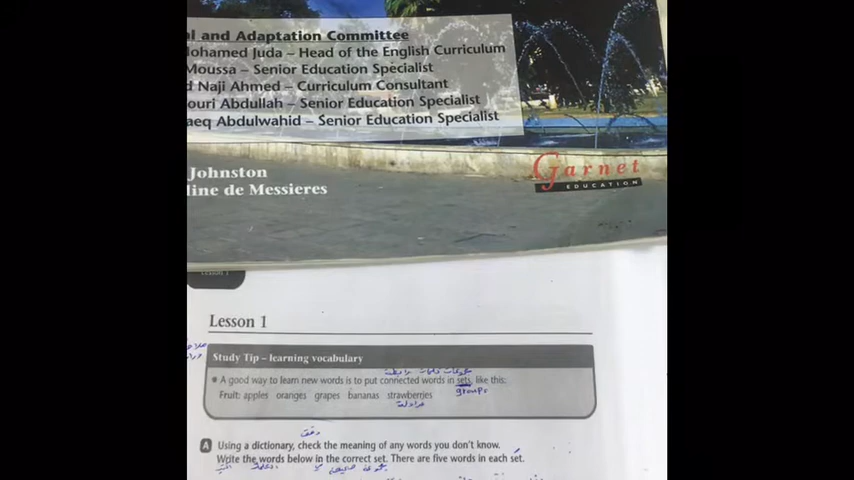 al and Adaptation Committee
Mohamed Juda – Head of the English Curriculum
Moussa – Senior Education Specialist
d Naji Ahmed – Curriculum Consultant
ouri Abdullah – Senior Education Specialist
aeq Abdulwahid – Senior Education Specialist
Johnston
line de Messieres
Garnet
EDUCATION
Lesson 1
Lesson 1
Study Tip – learning vocabulary
A good way to learn new words is to put connected words in sets, like this:
groups
Fruit: apples oranges grapes bananas strawberries
فراولة
A Using a dictionary, check the meaning of any words you don't know.
Write the words below in the correct set. There are five words in each set.